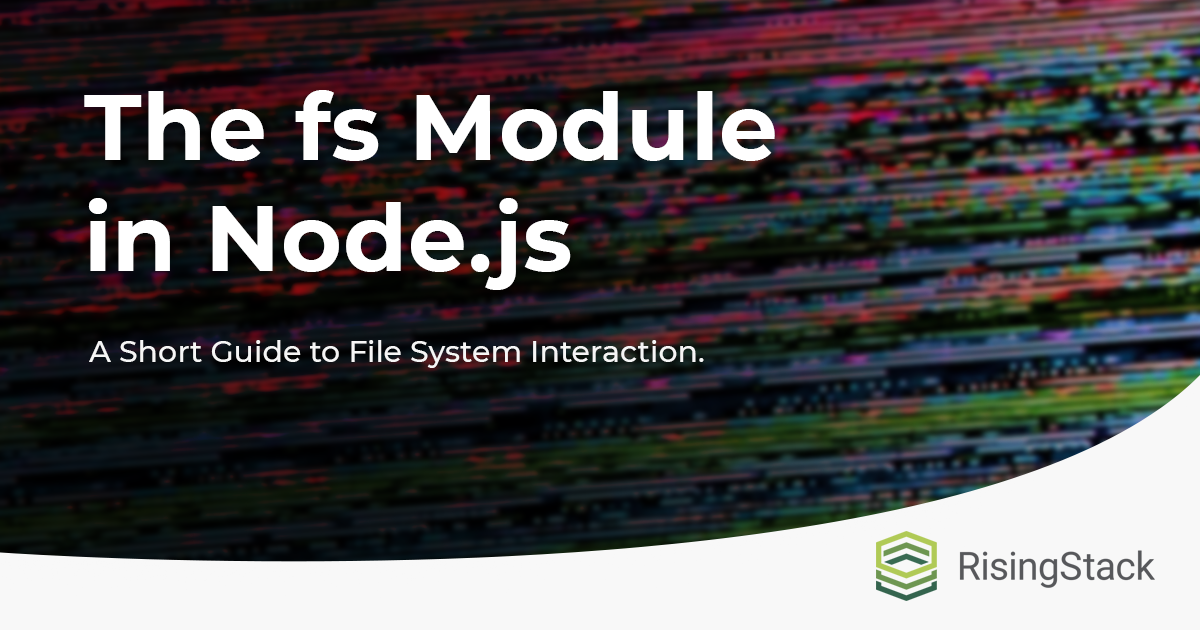 The fs Module
in Node.js
A Short Guide to File System Interaction.
RisingStack